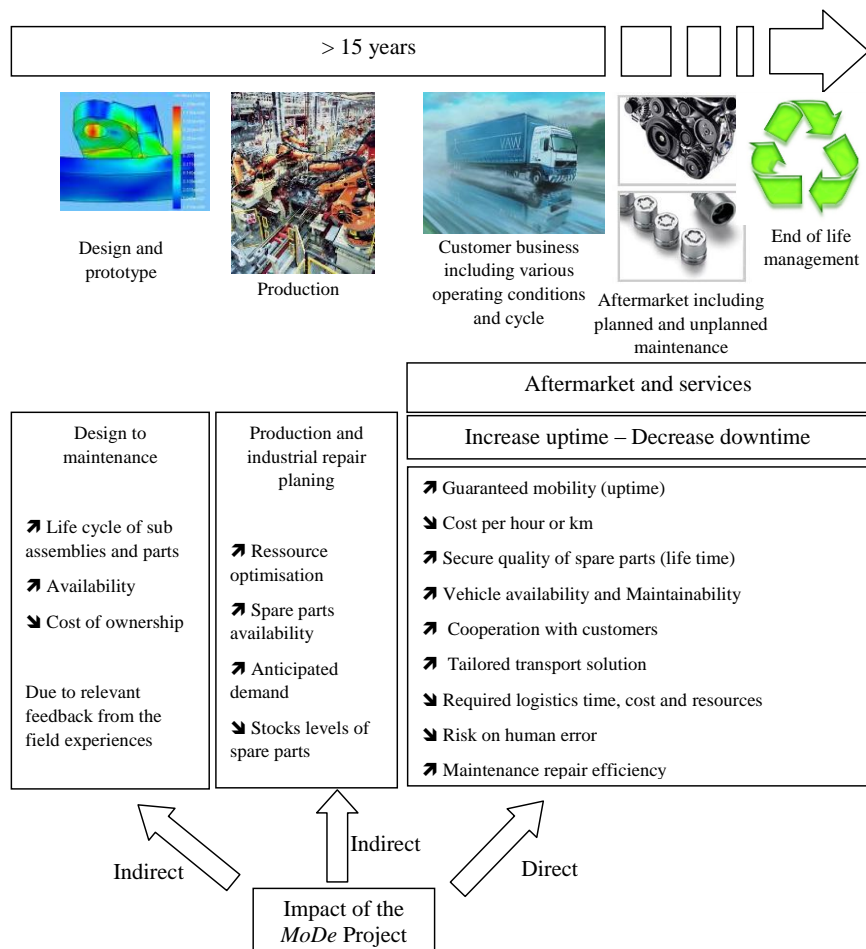 > 15 years
VAW
Design and
prototype
Production
Customer business
including various
operating conditions
and cycle
Aftermarket including
planned and unplanned
maintenance
End of life
management
Aftermarket and services
Design to
maintenance
↗ Life cycle of sub
assemblies and parts
↗ Availability
↘ Cost of ownership
Due to relevant
feedback from the
field experiences
Production and
industrial repair
planing
↗ Ressource
optimisation
↗ Spare parts
availability
↗ Anticipated
demand
↘ Stocks levels of
spare parts
Increase uptime – Decrease downtime
↗ Guaranteed mobility (uptime)
↘ Cost per hour or km
↗ Secure quality of spare parts (life time)
↗ Vehicle availability and Maintainability
↗ Cooperation with customers
↗ Tailored transport solution
↘ Required logistics time, cost and resources
↘ Risk on human error
↗ Maintenance repair efficiency
Indirect
Indirect
Direct
Impact of the
MoDe Project